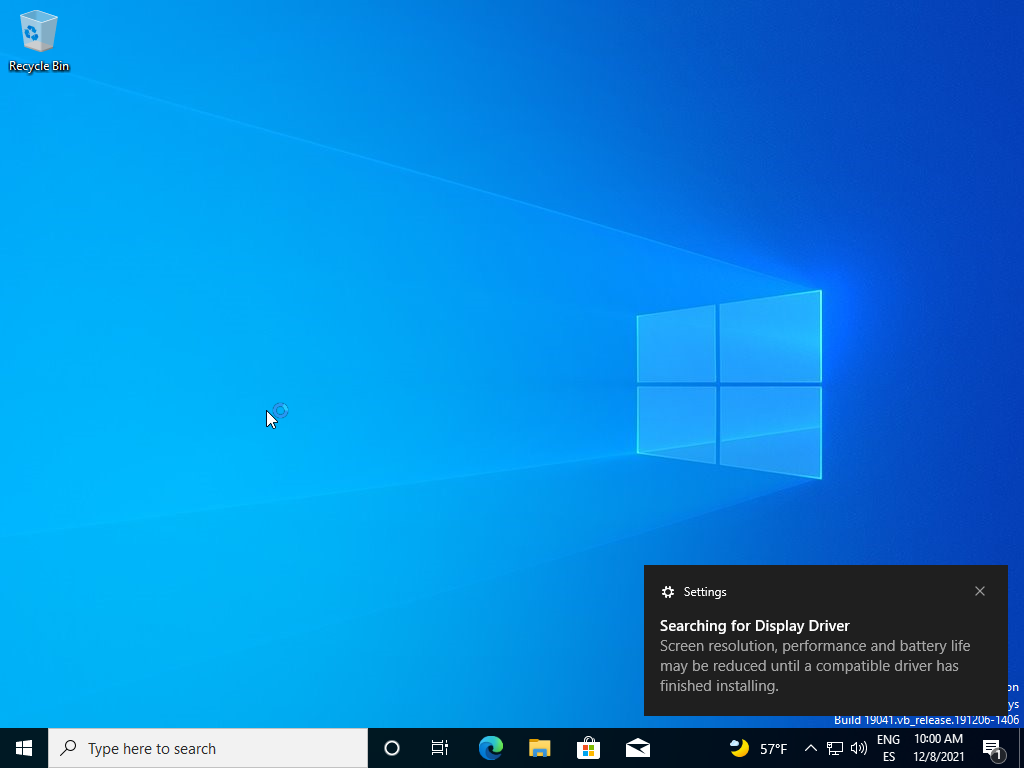 Recycle Bin
Settings
Searching for Display Driver
Screen resolution, performance and battery life
may be reduced until a compatible driver has
finished installing.
on
ys
Build 19041.vb_release.191206-1406
Type here to search
57°F
ENG
ES
10:00 AM
12/8/2021
1